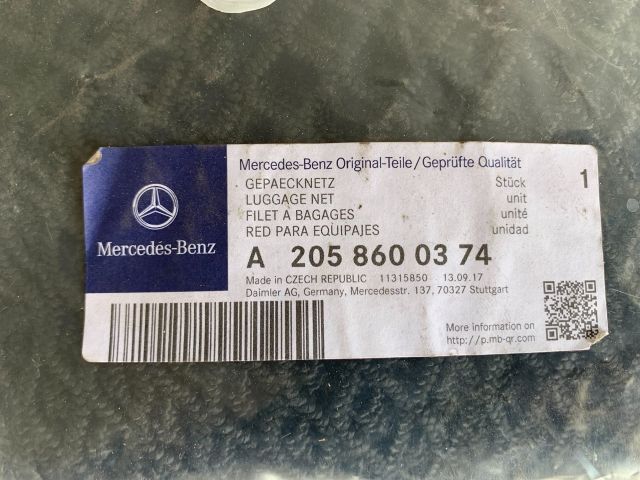 Mercedes-Benz
Mercedes-Benz Original-Teile/Geprüfte Qualität
GEPAECKNETZ Stück 1
LUGGAGE NET unit
FILET A BAGAGES unité
RED PARA EQUIPAJES unidad
A 205 860 03 74
Made in CZECH REPUBLIC 11315850 13.09.17
Daimler AG, Germany, Mercedesstr. 137, 70327 Stuttgart
More information on
http://p.mb-qr.com